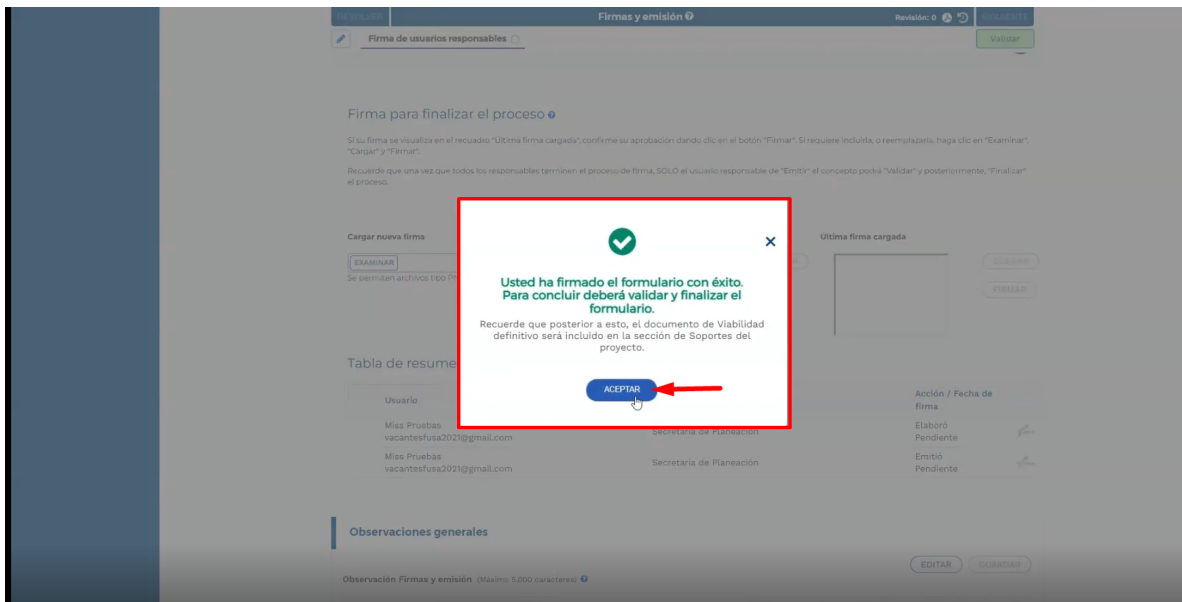 Firmas y emisión
Revisión: 0
SIGUIENTE
Firma de usuarios responsables
Validar
Firma para finalizar el proceso
Si su firma se visualiza en el recuadro "Última firma cargada", confirme su aprobación dando clic en el botón "Firmar". Si requiere incluirla, o reemplazarla, haga clic en "Examinar",
"Cargar" y "Firmar".
Recuerde que una vez que todos los responsables terminen el proceso de firma, SOLO el usuario responsable de "Emitir" el concepto podrá "Validar" y posteriormente, "Finalizar"
el proceso.
Cargar nueva firma
Última firma cargada
EXAMINAR
Se permiten archivos tipo
FIRMAR
Usted ha firmado el formulario con éxito.
Para concluir deberá validar y finalizar el
formulario.
Recuerde que posterior a esto, el documento de Viabilidad
definitivo será incluido en la sección de Soportes del
proyecto.
ACEPTAR
Tabla de resume
Usuario
Acción / Fecha de
firma
Miss Pruebas
vacantesfusa2021@gmail.com
Secretaria de Planeación
Elaboró
Pendiente
Miss Pruebas
vacantesfusa2021@gmail.com
Secretaria de Planeación
Emitió
Pendiente
Observaciones generales
EDITAR
GUARDAR
Observación Firmas y emisión (Máximo 5.000 caracteres)